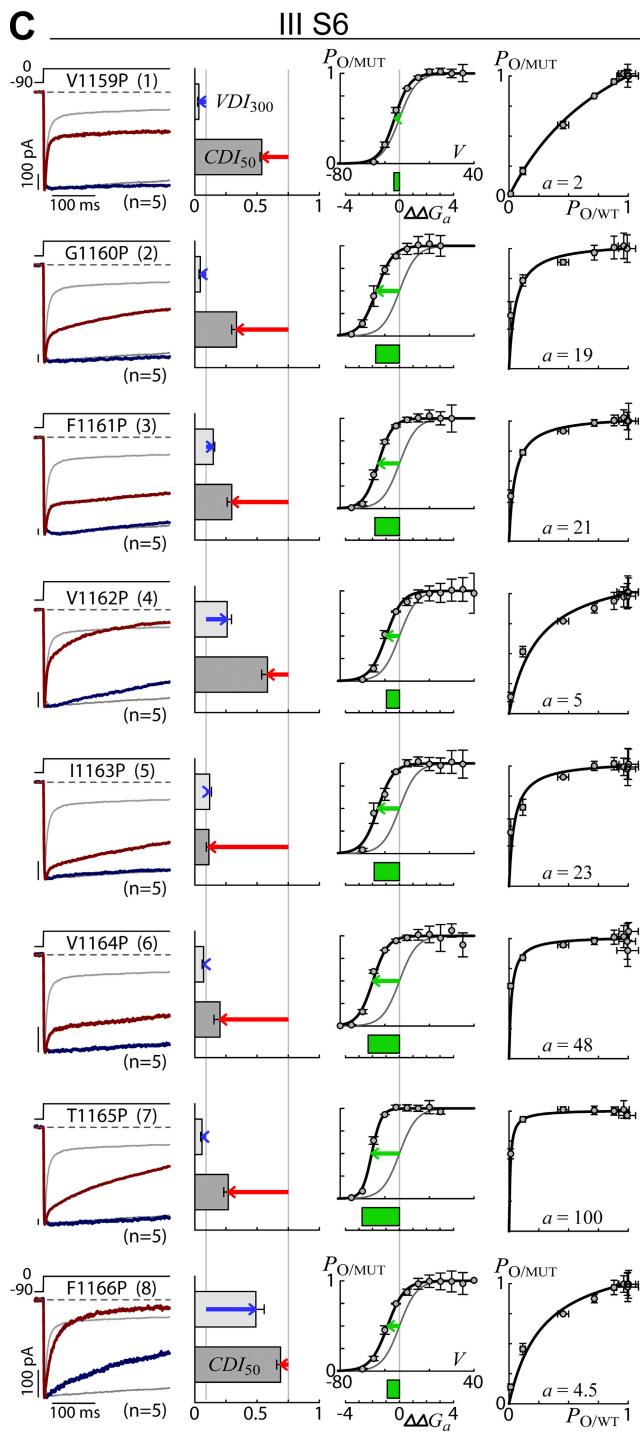 C
III S6
0
-90
V1159P (1)
100 pA
100 ms
(n=5)
VDI300
CDI50
0
0.5
1
PO/MUT
1
V
-80
40
-4
0
4
ΔΔGa
PO/MUT
1
a = 2
0
1
PO/WT
G1160P (2)
(n=5)
a = 19
F1161P (3)
(n=5)
a = 21
V1162P (4)
(n=5)
a = 5
I1163P (5)
(n=5)
a = 23
V1164P (6)
(n=5)
a = 48
T1165P (7)
(n=5)
a = 100
0
-90
F1166P (8)
100 pA
100 ms
(n=5)
CDI50
0
0.5
1
PO/MUT
1
V
-80
40
-4
0
4
ΔΔGa
PO/MUT
1
a = 4.5
0
1
PO/WT